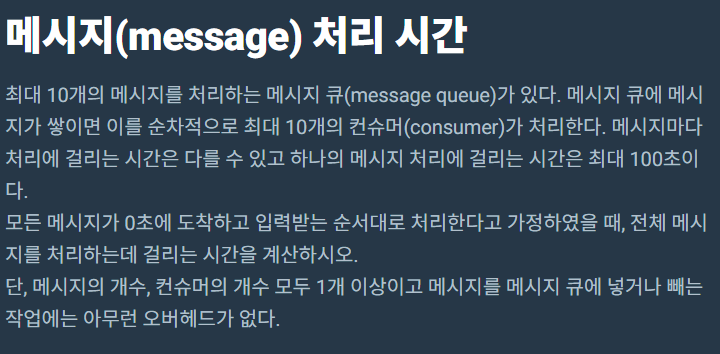 메시지(message) 처리 시간
최대 10개의 메시지를 처리하는 메시지 큐(message queue)가 있다. 메시지 큐에 메시
지가 쌓이면 이를 순차적으로 최대 10개의 컨슈머(consumer)가 처리한다. 메시지마다
처리에 걸리는 시간은 다를 수 있고 하나의 메시지 처리에 걸리는 시간은 최대 100초이
다.
모든 메시지가 0초에 도착하고 입력받는 순서대로 처리한다고 가정하였을 때, 전체 메시
지를 처리하는데 걸리는 시간을 계산하시오.
단, 메시지의 개수, 컨슈머의 개수 모두 1개 이상이고 메시지를 메시지 큐에 넣거나 빼는
작업에는 아무런 오버헤드가 없다.